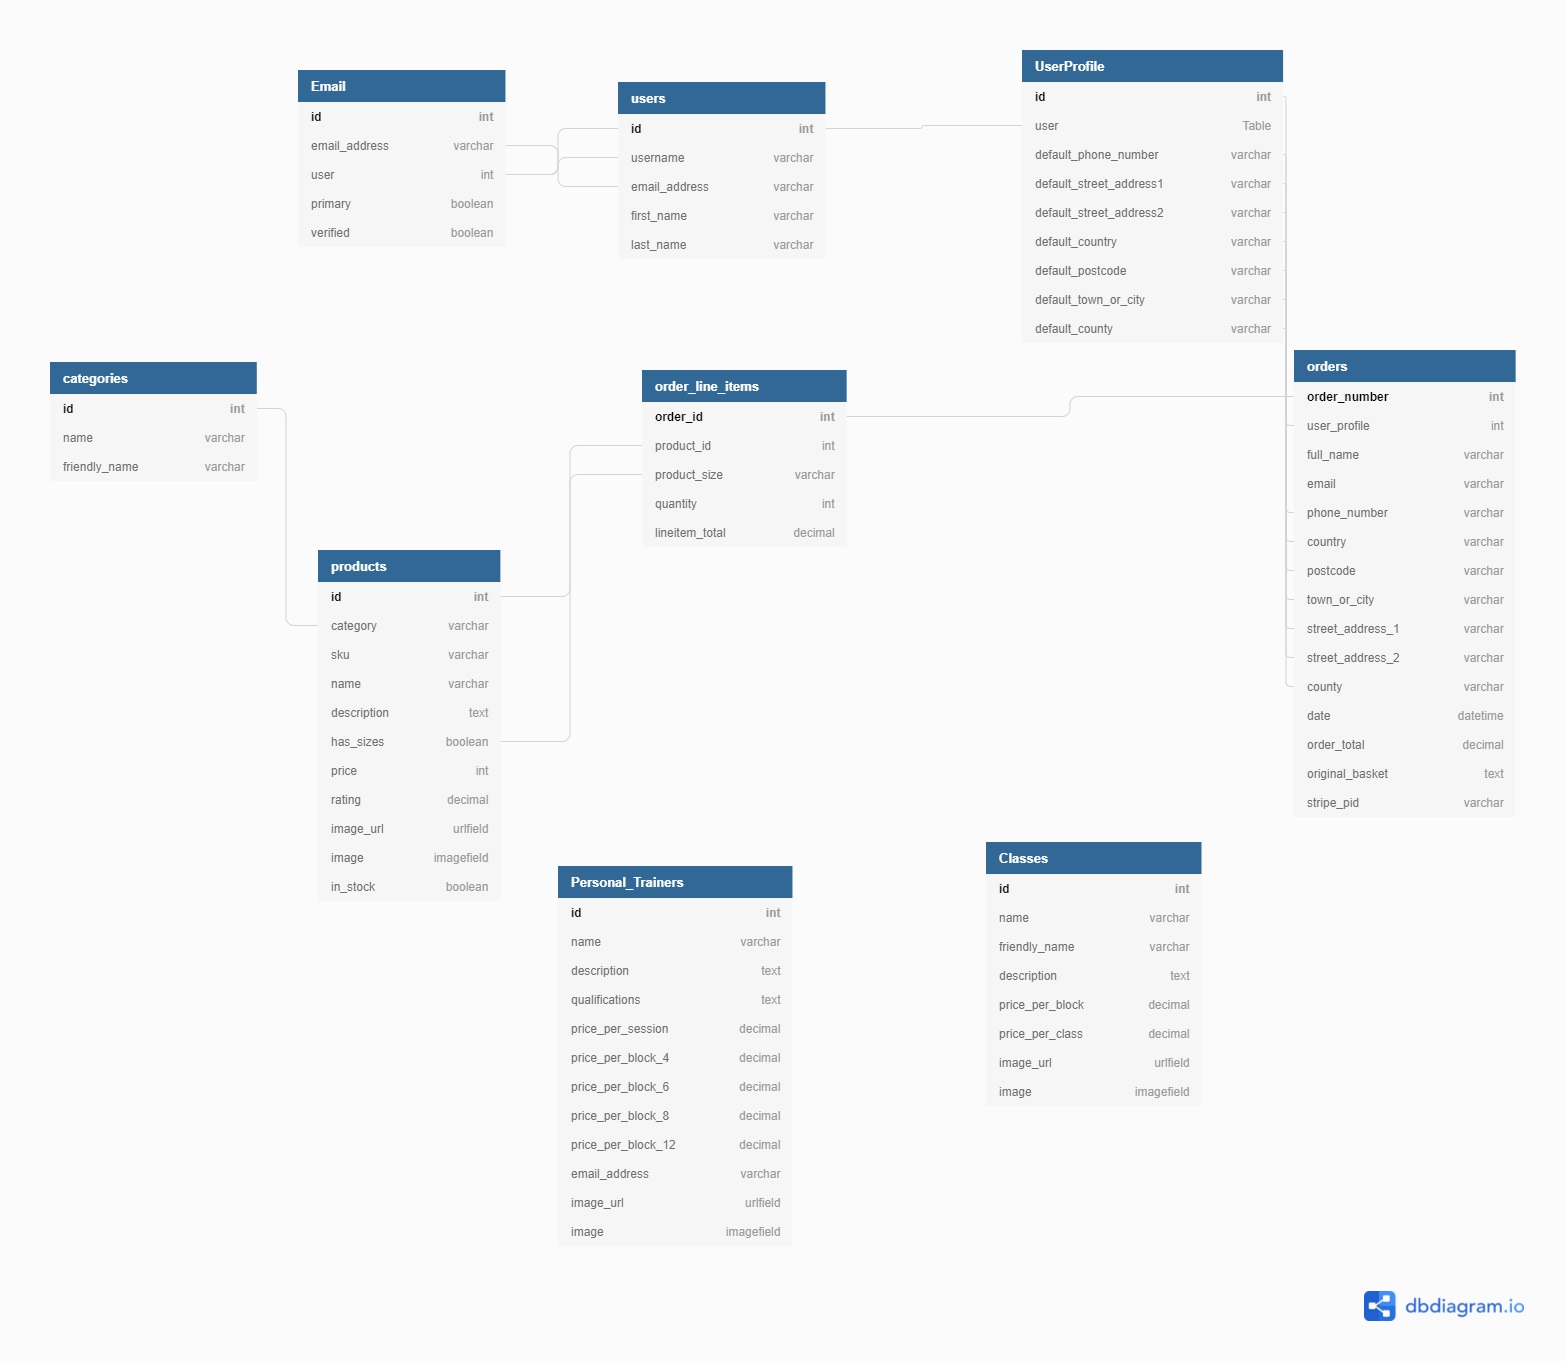 Email
id int
email_address varchar
user int
primary boolean
verified boolean
users
id int
username varchar
email_address varchar
first_name varchar
last_name varchar
UserProfile
id int
user Table
default_phone_number varchar
default_street_address1 varchar
default_street_address2 varchar
default_country varchar
default_postcode varchar
default_town_or_city varchar
default_county varchar
categories
id int
name varchar
friendly_name varchar
order_line_items
order_id int
product_id int
product_size varchar
quantity int
lineitem_total decimal
orders
order_number int
user_profile int
full_name varchar
email varchar
phone_number varchar
country varchar
postcode varchar
town_or_city varchar
street_address_1 varchar
street_address_2 varchar
county varchar
date datetime
order_total decimal
original_basket text
stripe_pid varchar
products
id int
category varchar
sku varchar
name varchar
description text
has_sizes boolean
price int
rating decimal
image_url urlfield
image imagefield
in_stock boolean
Personal_Trainers
id int
name varchar
description text
qualifications text
price_per_session decimal
price_per_block_4 decimal
price_per_block_6 decimal
price_per_block_8 decimal
price_per_block_12 decimal
email_address varchar
image_url urlfield
image imagefield
Classes
id int
name varchar
friendly_name varchar
description text
price_per_block decimal
price_per_class decimal
image_url urlfield
image imagefield
dbdiagram.io